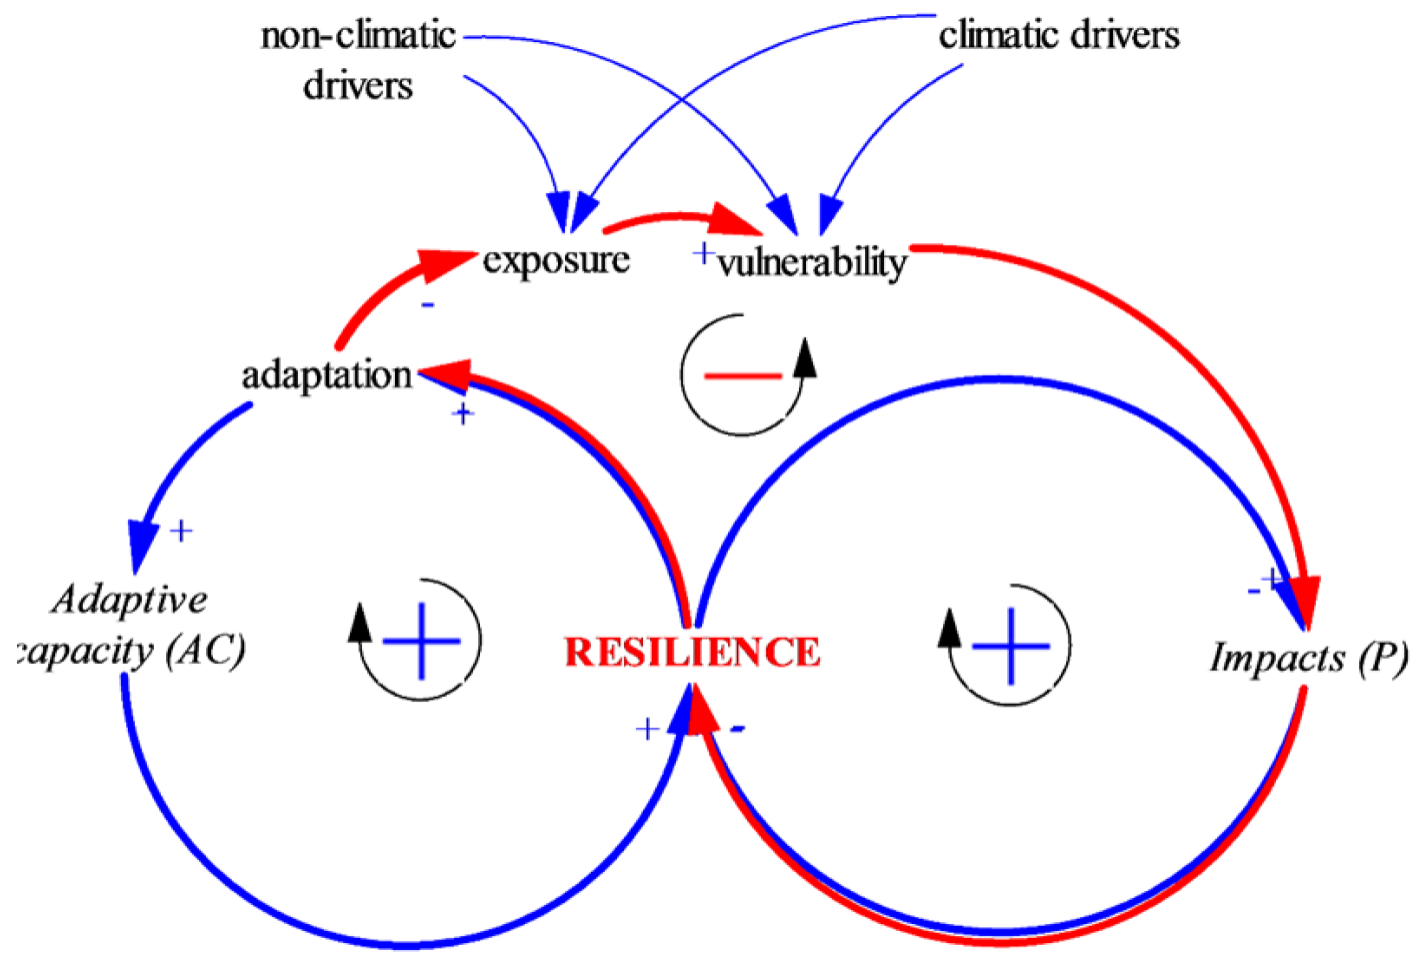 non-climatic
drivers
climatic drivers
exposure
+vulnerability
-
adaptation
+
+
Adaptive
capacity (AC)
RESILIENCE
-+
Impacts (P)
+
-